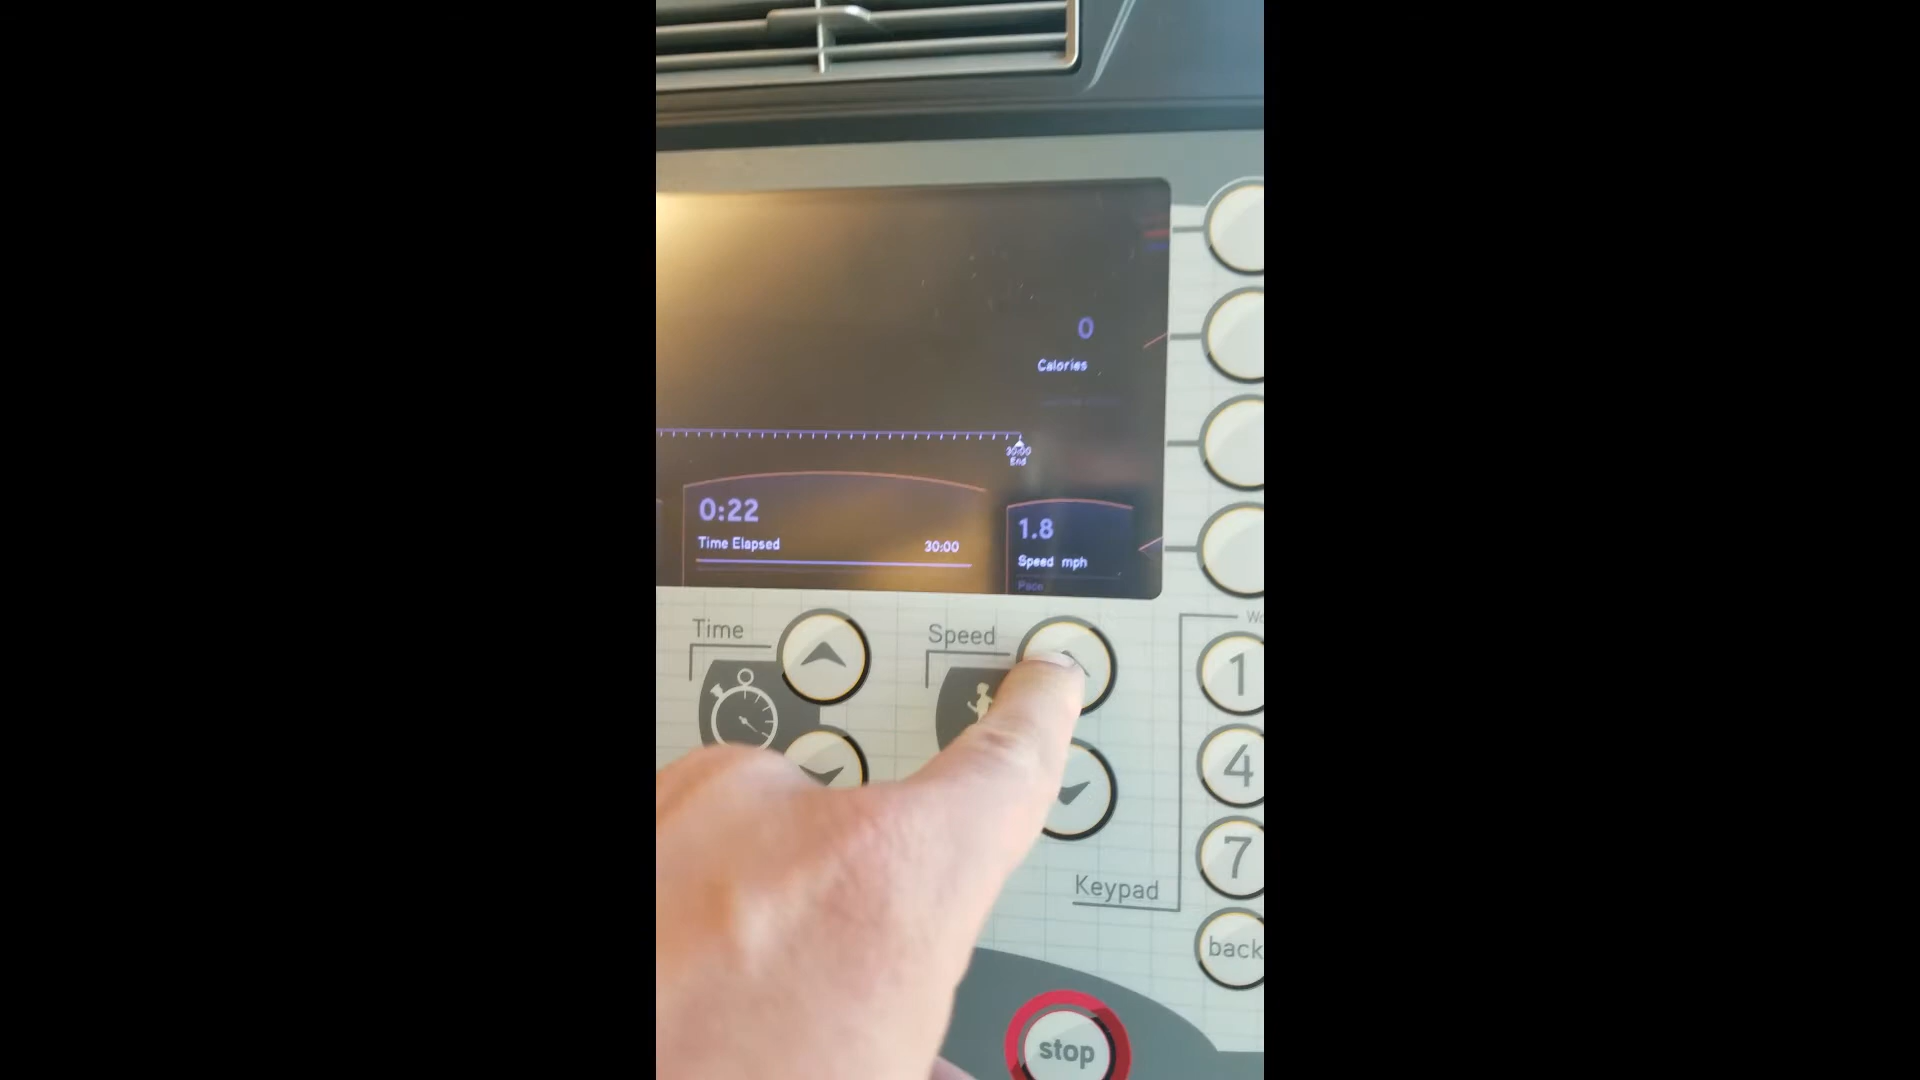 0
Calories
30:00
End
0:22
Time Elapsed 30:00
1.8
Speed mph
Pace
Time
Speed
1
4
7
Keypad
back
stop